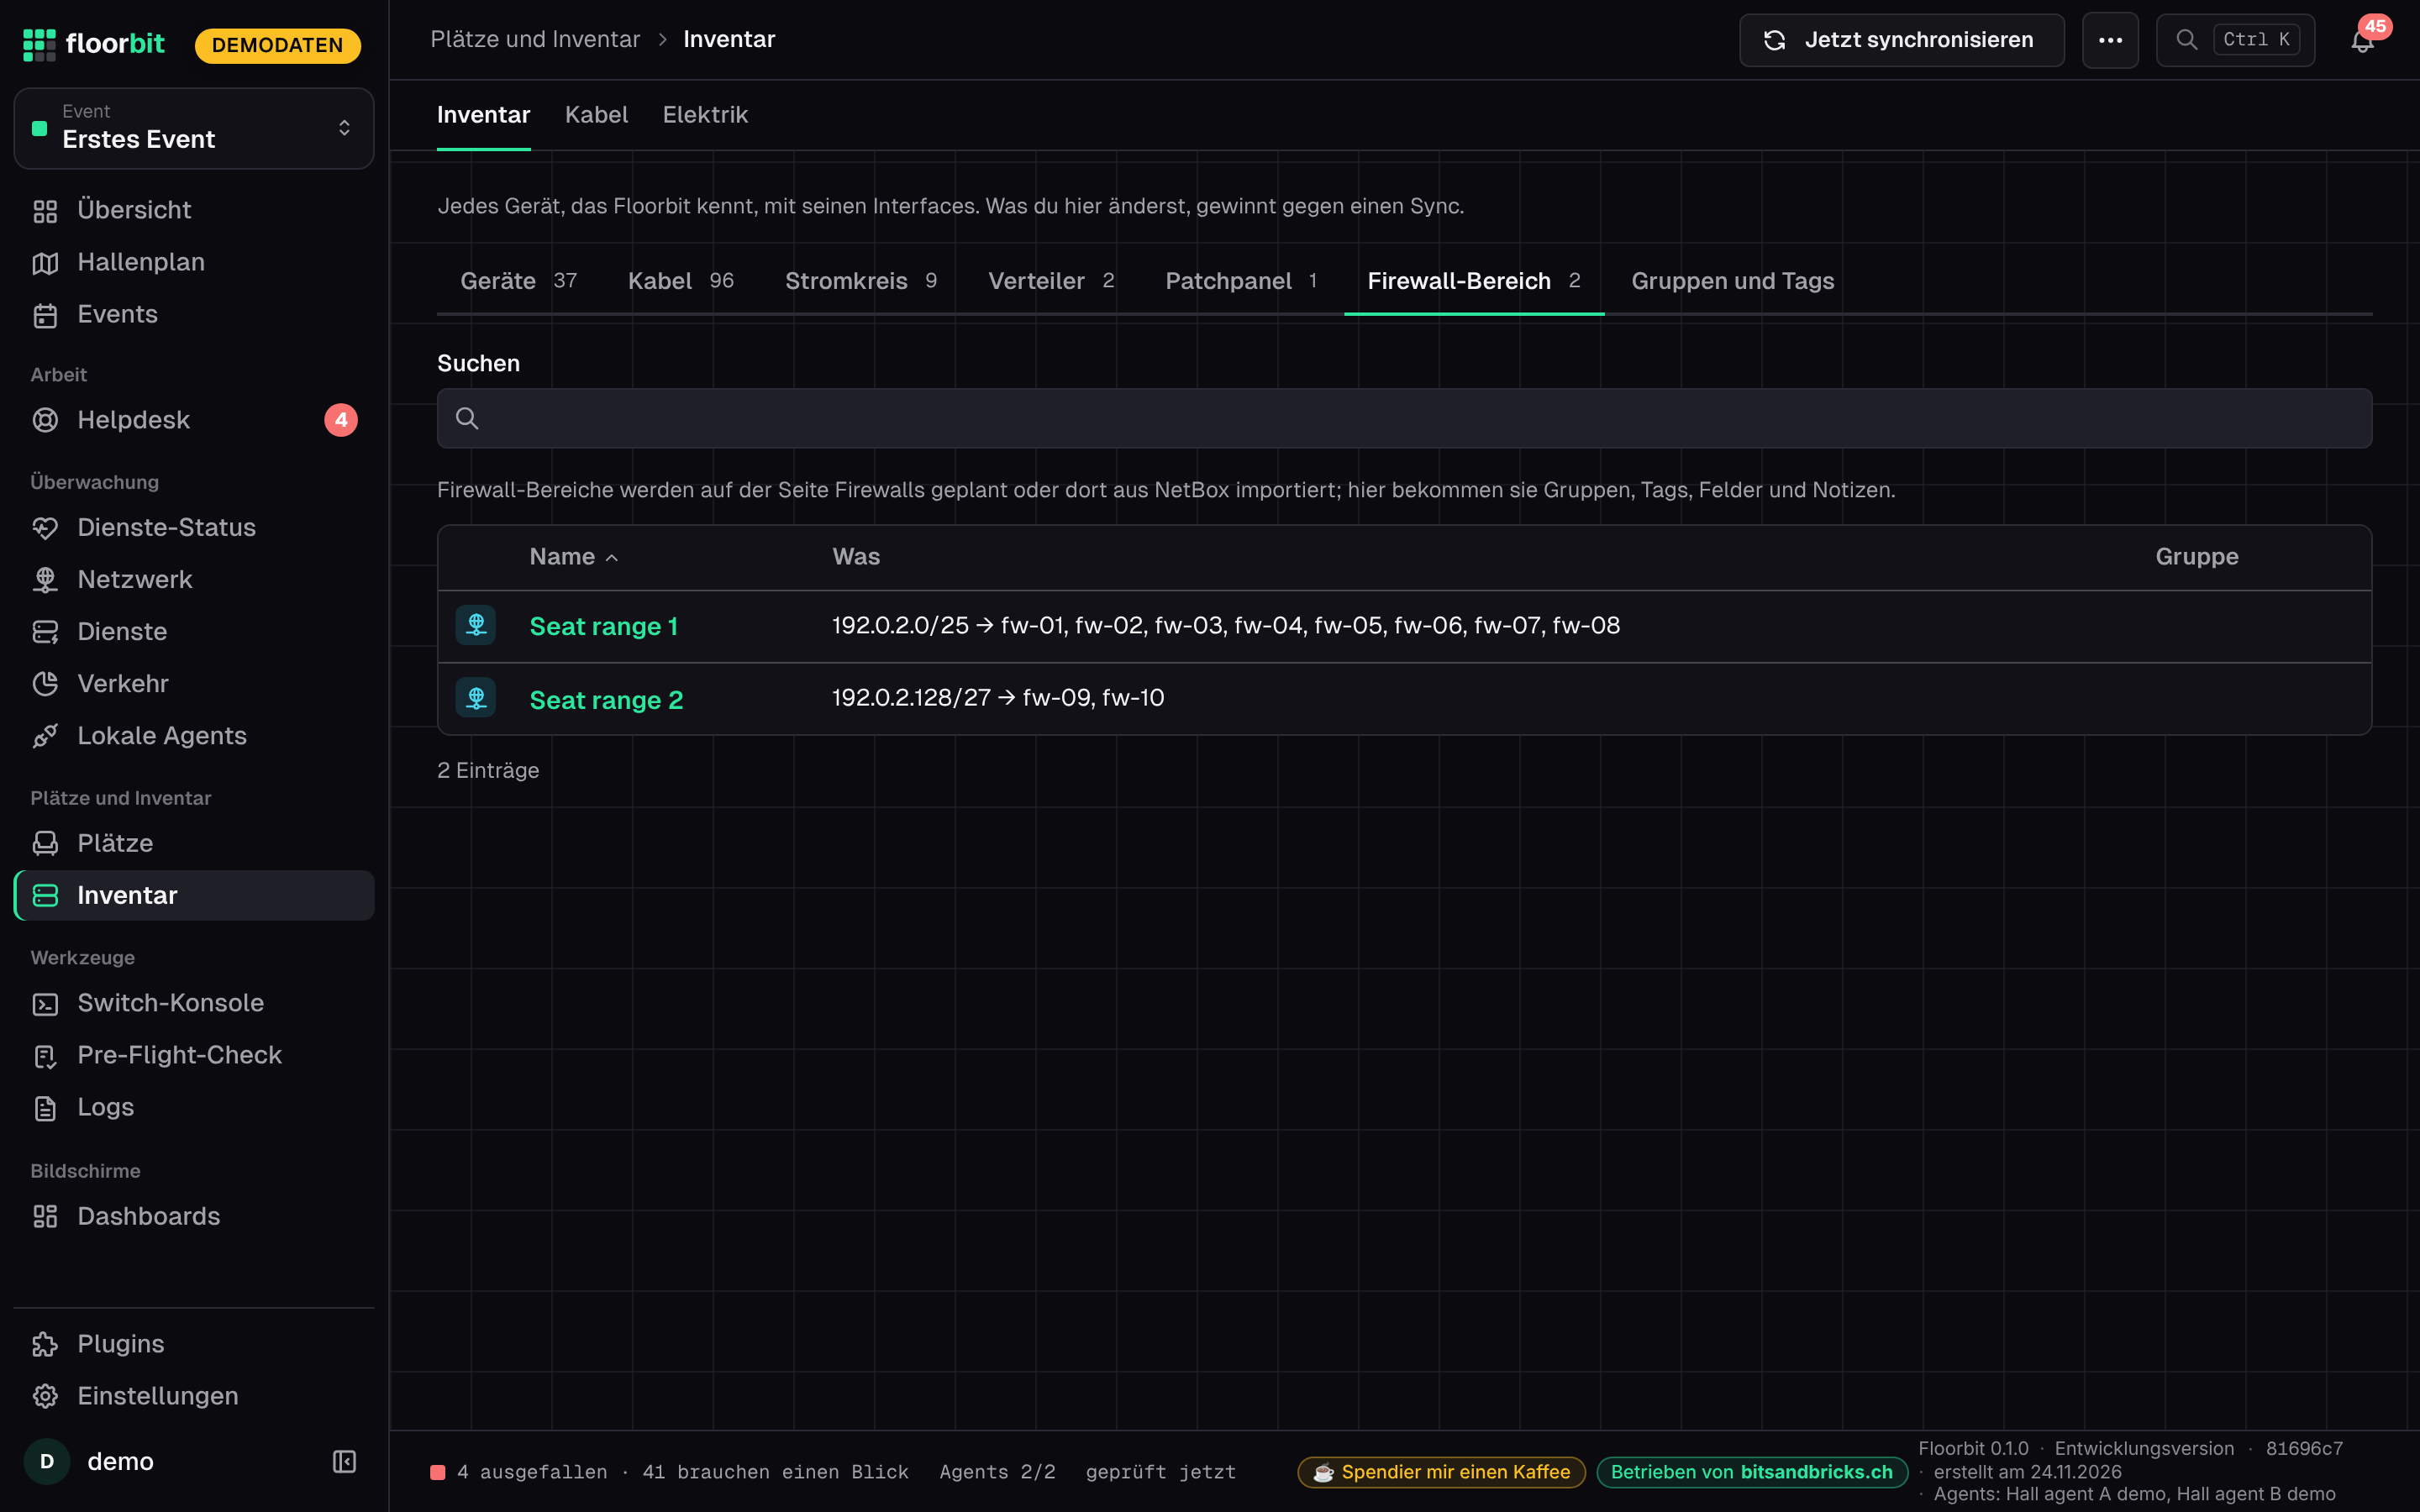 floorbit DEMODATEN
Event
Erstes Event
Übersicht
Hallenplan
Events
Arbeit
Helpdesk 4
Überwachung
Dienste-Status
Netzwerk
Dienste
Verkehr
Lokale Agents
Plätze und Inventar
Plätze
Inventar
Werkzeuge
Switch-Konsole
Pre-Flight-Check
Logs
Bildschirme
Dashboards
Plugins
Einstellungen
D demo
Plätze und Inventar > Inventar
Jetzt synchronisieren
Ctrl K
45
Inventar Kabel Elektrik
Jedes Gerät, das Floorbit kennt, mit seinen Interfaces. Was du hier änderst, gewinnt gegen einen Sync.
Geräte 37 Kabel 96 Stromkreis 9 Verteiler 2 Patchpanel 1 Firewall-Bereich 2 Gruppen und Tags
Suchen
Firewall-Bereiche werden auf der Seite Firewalls geplant oder dort aus NetBox importiert; hier bekommen sie Gruppen, Tags, Felder und Notizen.
Name Was Gruppe
Seat range 1 192.0.2.0/25 → fw-01, fw-02, fw-03, fw-04, fw-05, fw-06, fw-07, fw-08
Seat range 2 192.0.2.128/27 → fw-09, fw-10
2 Einträge
4 ausgefallen · 41 brauchen einen Blick Agents 2/2 geprüft jetzt
☕ Spendier mir einen Kaffee
Betrieben von bitsandbricks.ch
Floorbit 0.1.0 · Entwicklungsversion · 81696c7
· erstellt am 24.11.2026
· Agents: Hall agent A demo, Hall agent B demo